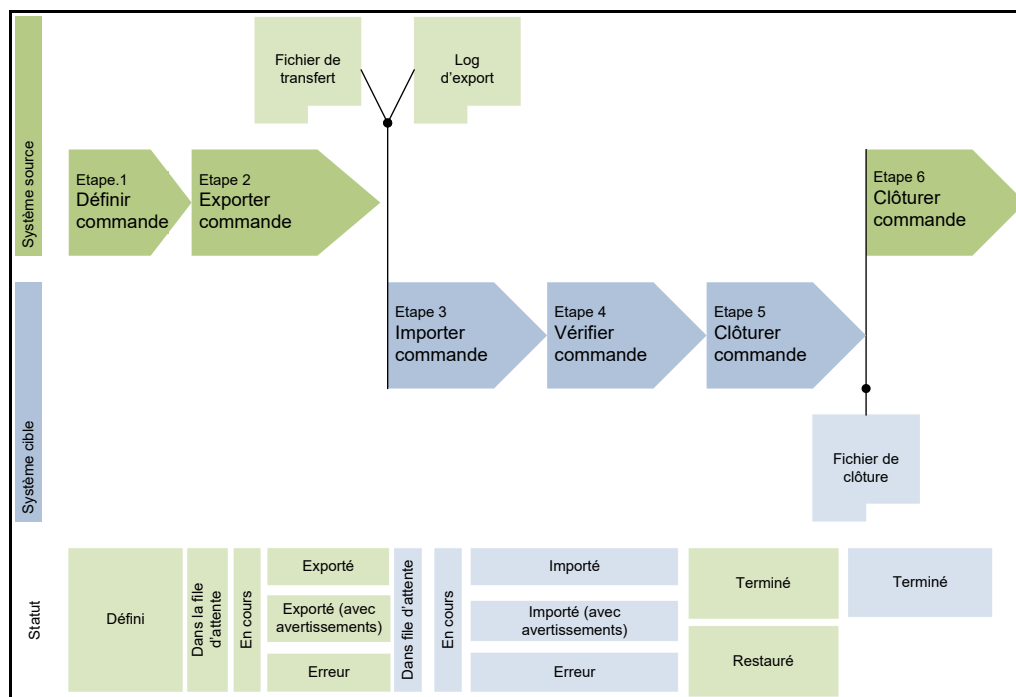 Système source
Fichier de
transfert
Log
d'export
Etape.1
Définir
commande
Etape 2
Exporter
commande
Etape 6
Clôturer
commande
Système cible
Etape 3
Importer
commande
Etape 4
Vérifier
commande
Etape 5
Clôturer
commande
Fichier de
clôture
Statut
Défini
Dans la file
d'attente
En cours
Exporté
Exporté (avec
avertissements)
Erreur
Dans file d'attente
En cours
Importé
Importé (avec
avertissements)
Erreur
Terminé
Restauré
Terminé